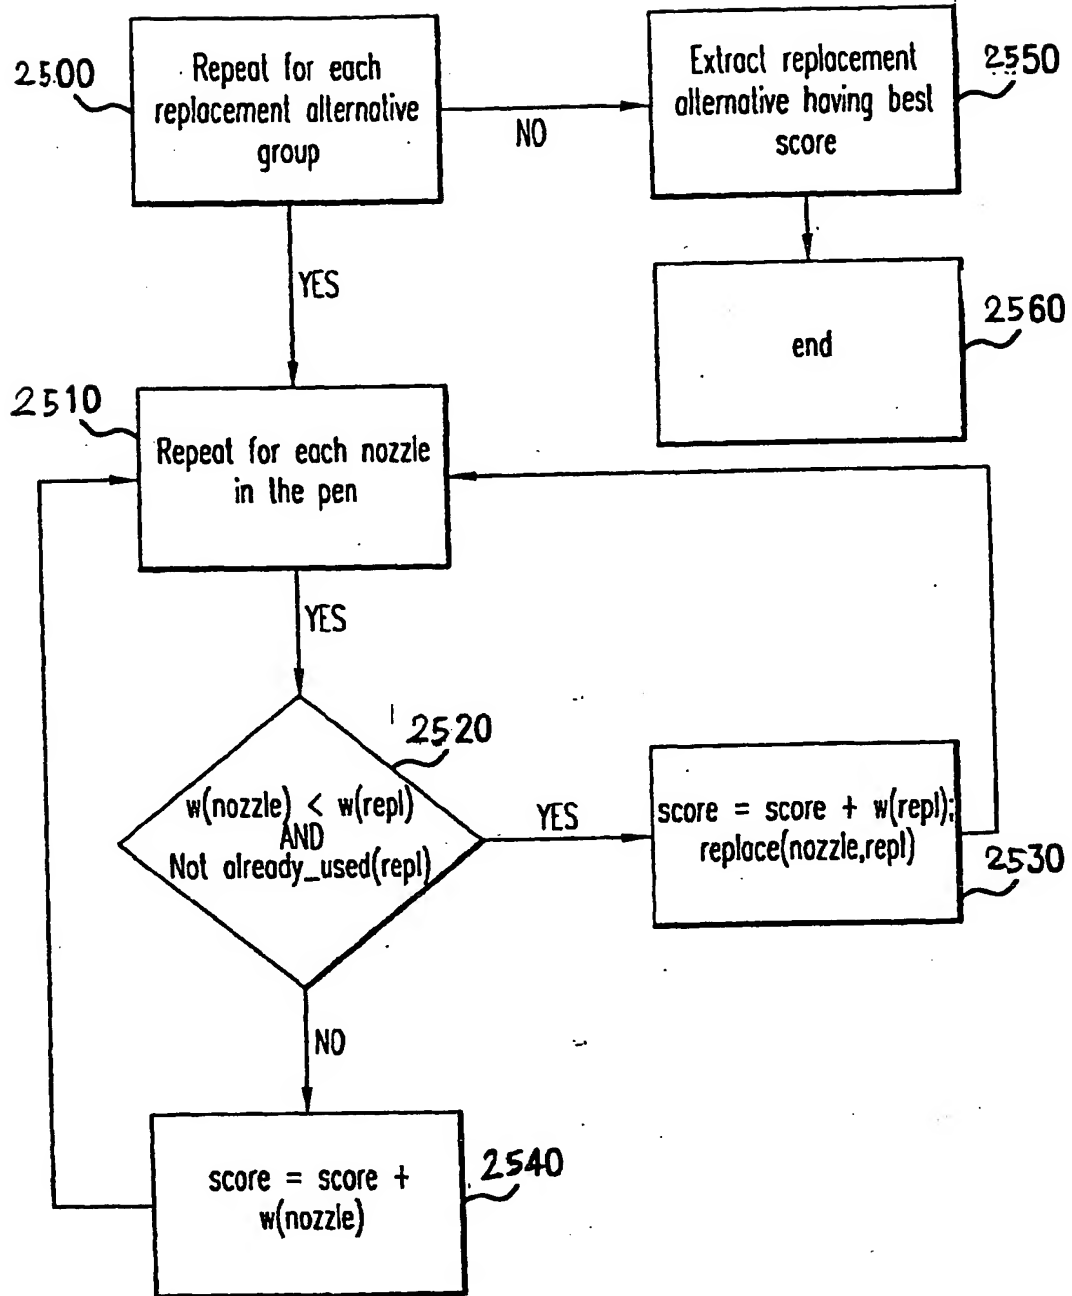 2500
Repeat for each
replacement alternative
group
NO
Extract replacement
alternative having best
score
2550
YES
end
2560
2510
Repeat for each nozzle
in the pen
YES
2520
w(nozzle) < w(repl)
AND
Not already_used(repl)
YES
score = score + w(repl);
replace(nozzle,repl)
2530
NO
score = score +
w(nozzle)
2540